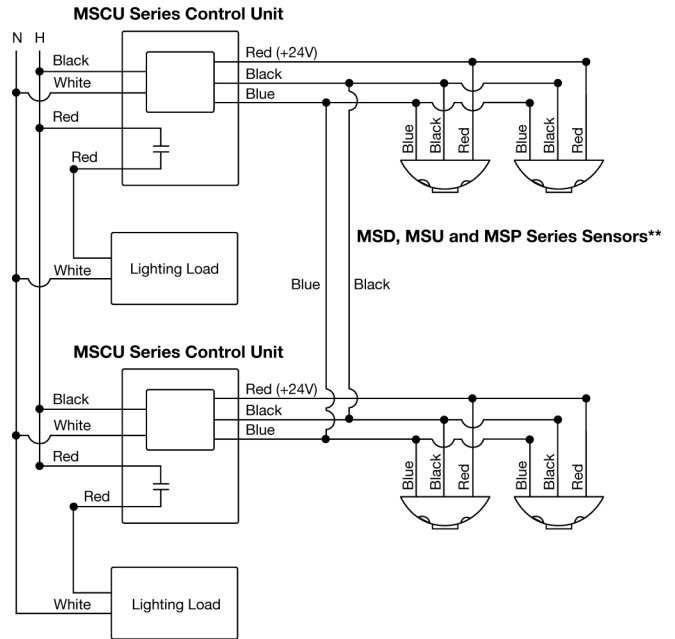 MSCU Series Control Unit
N H
Black
White
Red
Red
Red (+24V)
Black
Blue
Blue
Black
Red
Blue
Black
Red
MSD, MSU and MSP Series Sensors**
White
Lighting Load
Blue
Black
MSCU Series Control Unit
Black
White
Red
Red
Red (+24V)
Black
Blue
Blue
Black
Red
Blue
Black
Red
White
Lighting Load